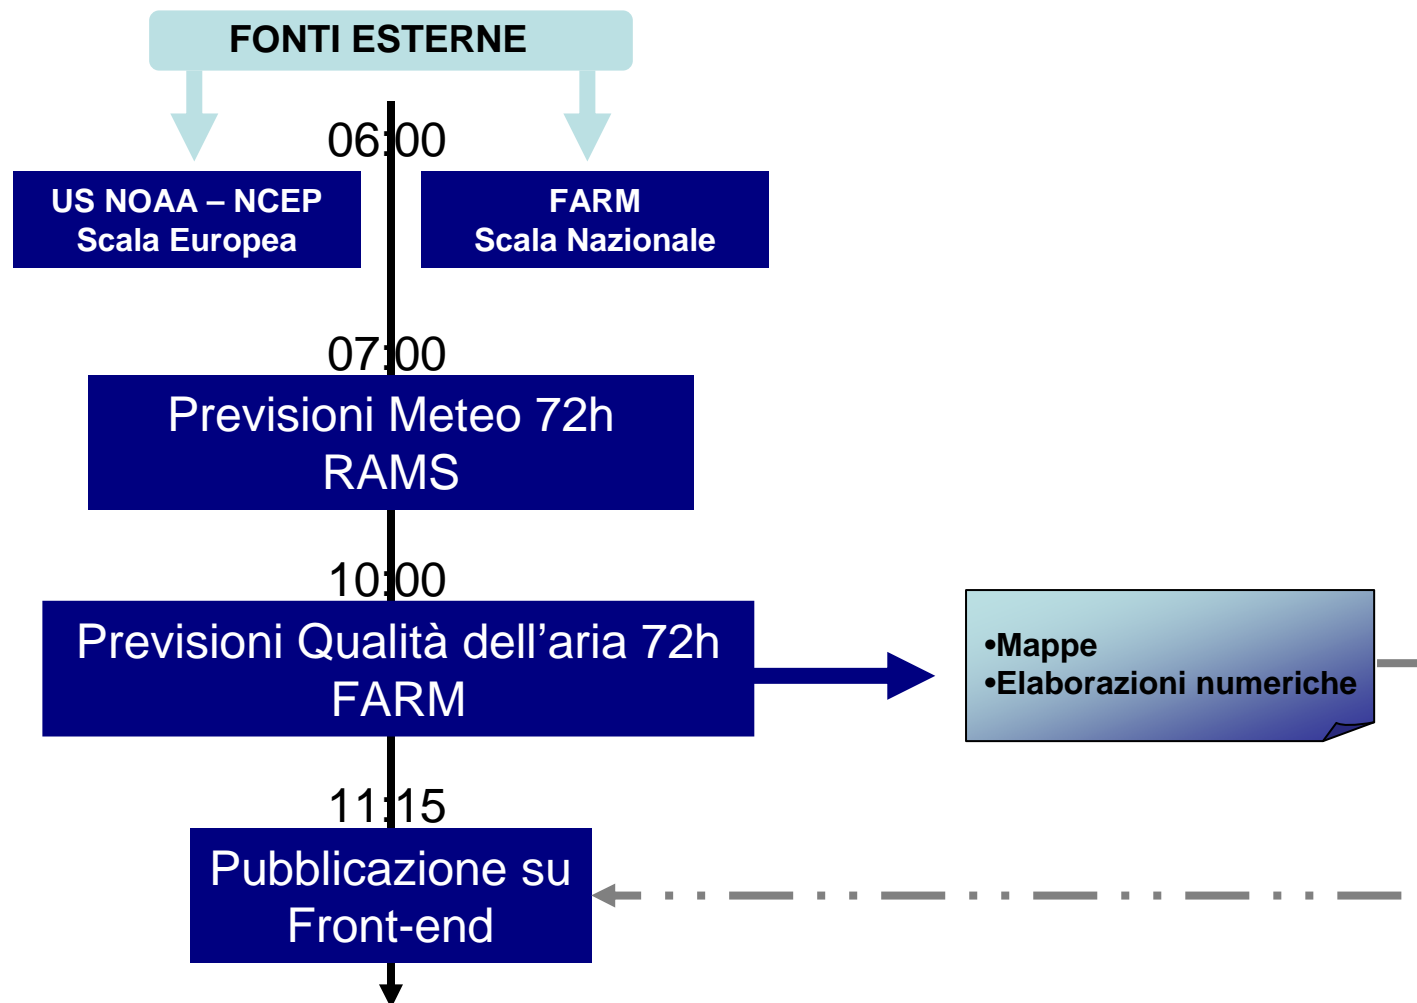 FONTI ESTERNE
06:00
US NOAA – NCEP
Scala Europea
FARM
Scala Nazionale
07:00
Previsioni Meteo 72h
RAMS
10:00
Previsioni Qualità dell’aria 72h
FARM
•Mappe
•Elaborazioni numeriche
11:15
Pubblicazione su
Front-end